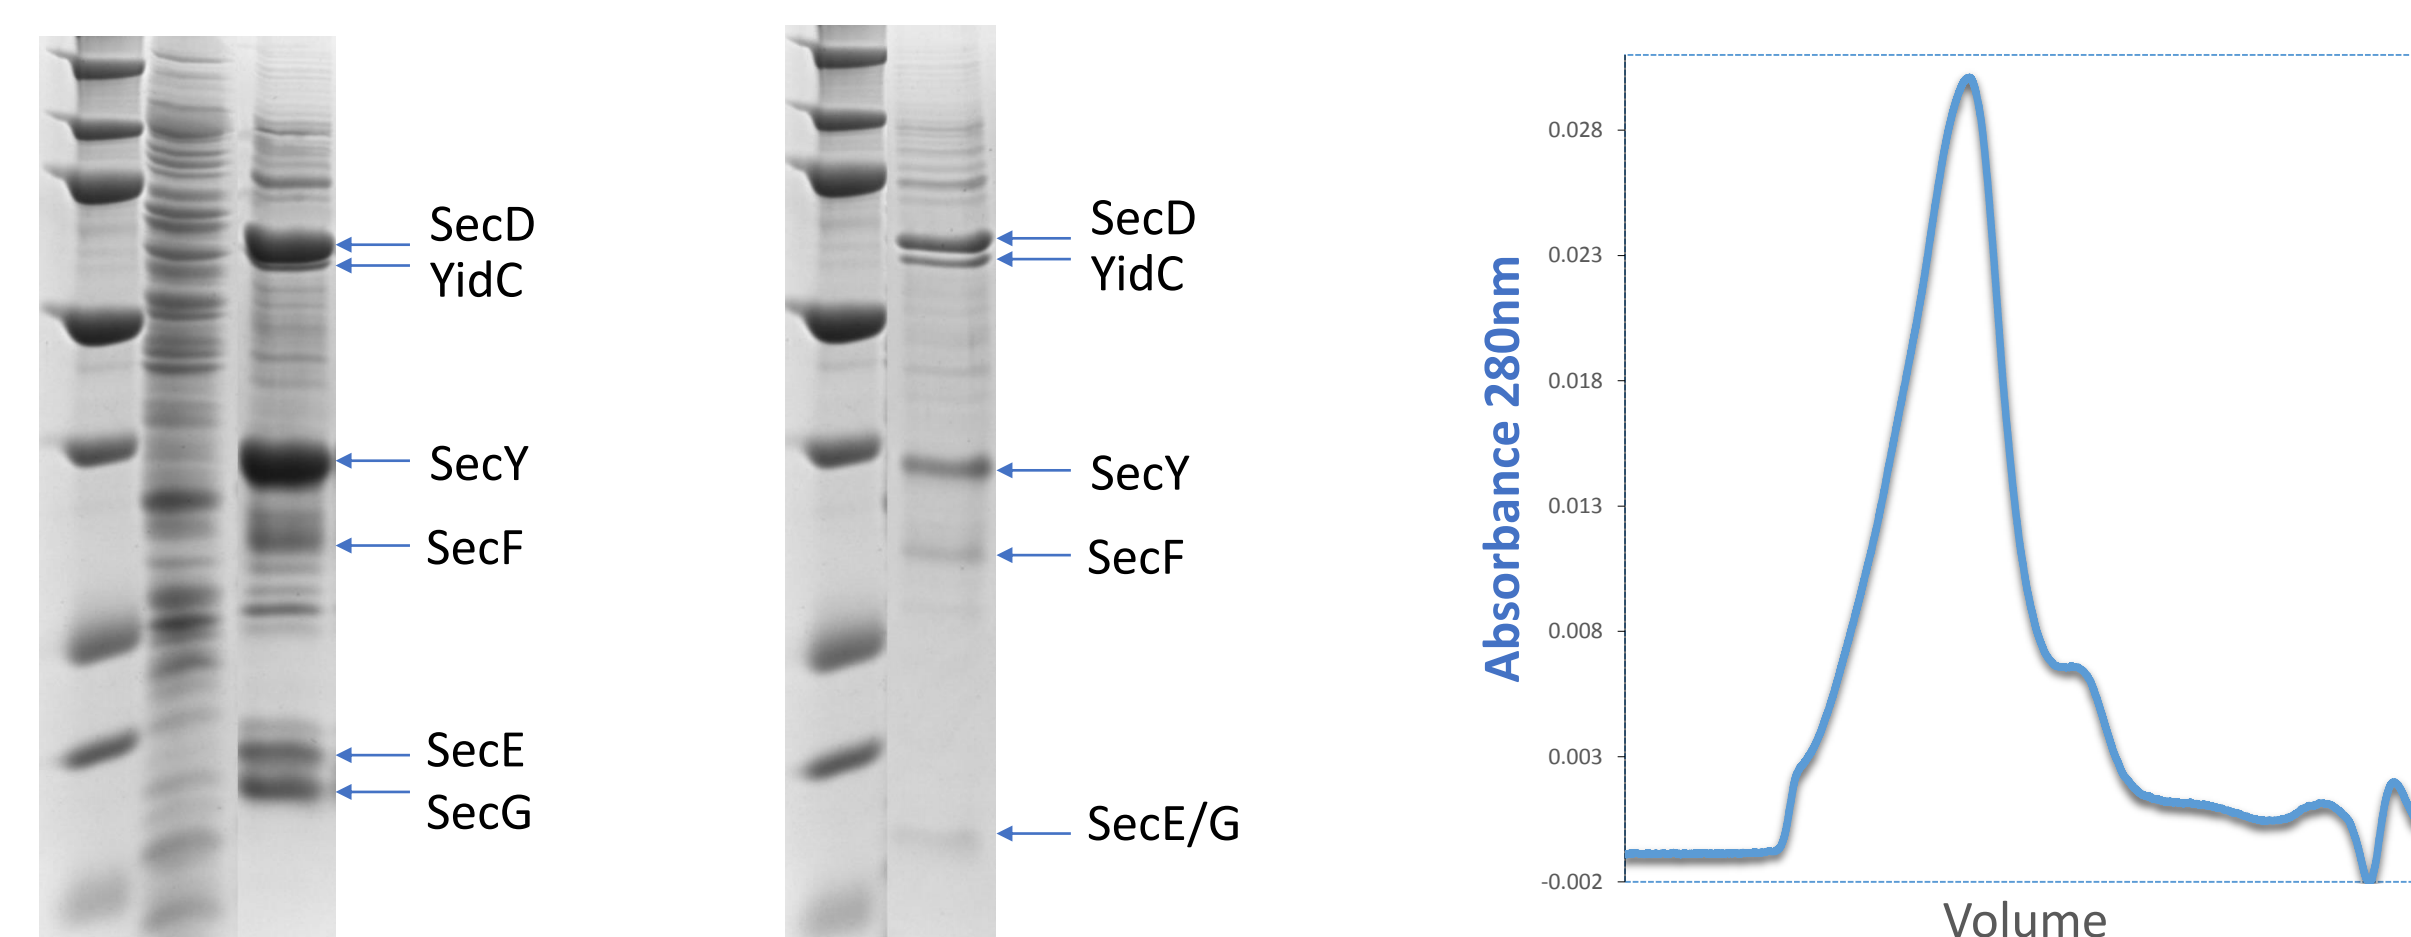 SecD
YidC
SecY
SecF
SecE
SecG
SecD
YidC
SecY
SecF
SecE/G
Absorbance 280nm
0.028
0.023
0.018
0.013
0.008
0.003
-0.002
Volume